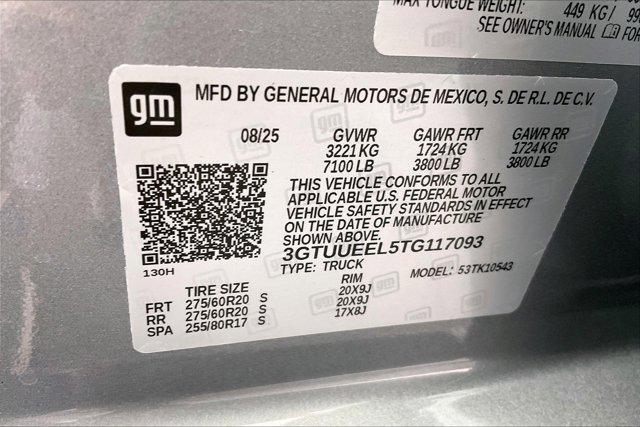 MAX TONGUE WEIGHT:
449 KG/ 99
SEE OWNER'S MANUAL FOR
gm
MFD BY GENERAL MOTORS DE MEXICO, S. DE R.L. DE C.V.
08/25 GVWR GAWR FRT GAWR RR
3221 KG 1724 KG 1724 KG
7100 LB 3800 LB 3800 LB
THIS VEHICLE CONFORMS TO ALL
APPLICABLE U.S. FEDERAL MOTOR
VEHICLE SAFETY STANDARDS IN EFFECT
ON THE DATE OF MANUFACTURE
SHOWN ABOVE.
3GTUUEEL5TG117093
130H
TYPE: TRUCK MODEL: 53TK10543
TIRE SIZE RIM
FRT 275/60R20 S 20X9J
RR 275/60R20 S 20X9J
SPA 255/80R17 S 17X8J